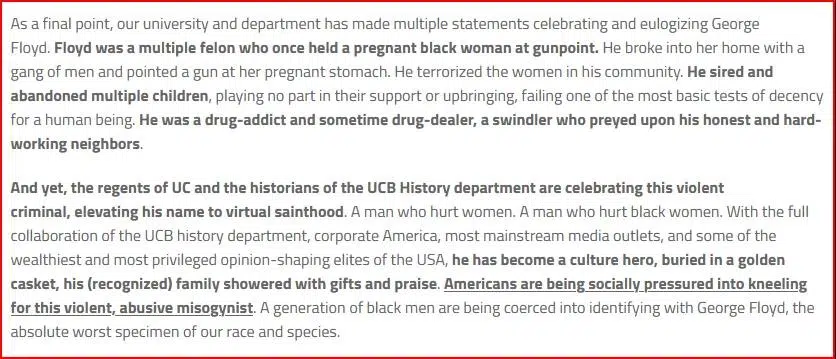 As a final point, our university and department has made multiple statements celebrating and eulogizing George
Floyd. Floyd was a multiple felon who once held a pregnant black woman at gunpoint. He broke into her home with a
gang of men and pointed a gun at her pregnant stomach. He terrorized the women in his community. He sired and
abandoned multiple children, playing no part in their support or upbringing, failing one of the most basic tests of decency
for a human being. He was a drug-addict and sometime drug-dealer, a swindler who preyed upon his honest and hard-
working neighbors.
And yet, the regents of UC and the historians of the UCB History department are celebrating this violent
criminal, elevating his name to virtual sainthood. A man who hurt women. A man who hurt black women. With the full
collaboration of the UCB history department, corporate America, most mainstream media outlets, and some of the
wealthiest and most privileged opinion-shaping elites of the USA, he has become a culture hero, buried in a golden
casket, his (recognized) family showered with gifts and praise. Americans are being socially pressured into kneeling
for this violent, abusive misogynist. A generation of black men are being coerced into identifying with George Floyd, the
absolute worst specimen of our race and species.